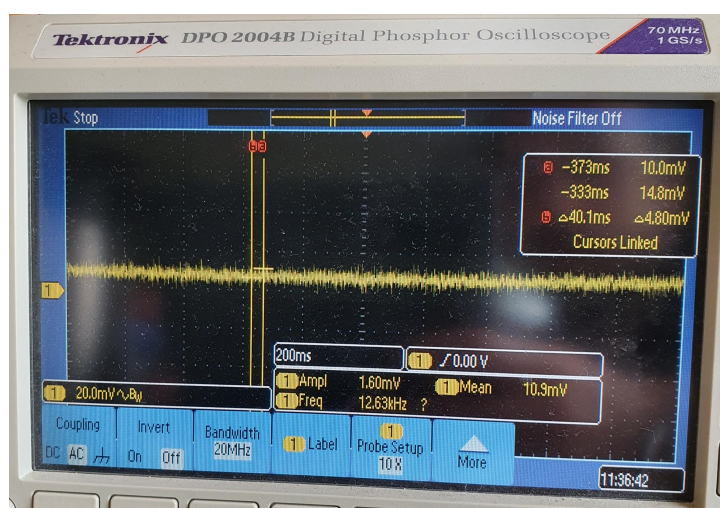 Tektronix DPO 2004B Digital Phosphor Oscilloscope 70 MHz
1 GS/s
Tek Stop Noise Filter Off
-373ms 10.0mV
-333ms 14.8mV
△40.1ms △4.80mV
Cursors Linked
1
200ms 1 ∫ 0.00 V
1 Ampl 1.60mV 1 Mean 10.9mV
1 Freq 12.63kHz ?
1 20.0mV∿BW
Coupling
DC AC
Invert
On Off
Bandwidth
20MHz
1 Label
1
Probe Setup
10 X
More
11:36:42